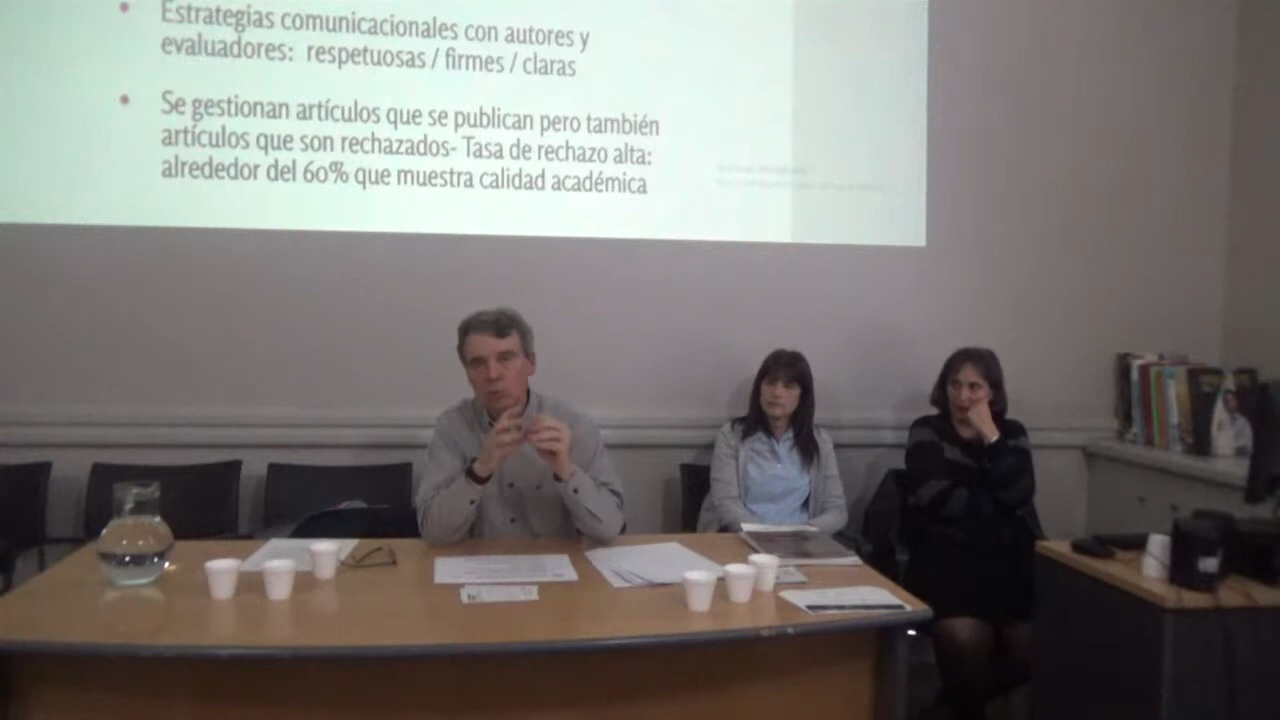 • Estrategias comunicacionales con autores y
evaluadores: respetuosas / firmes / claras
• Se gestionan artículos que se publican pero también
artículos que son rechazados- Tasa de rechazo alta:
alrededor del 60% que muestra calidad académica